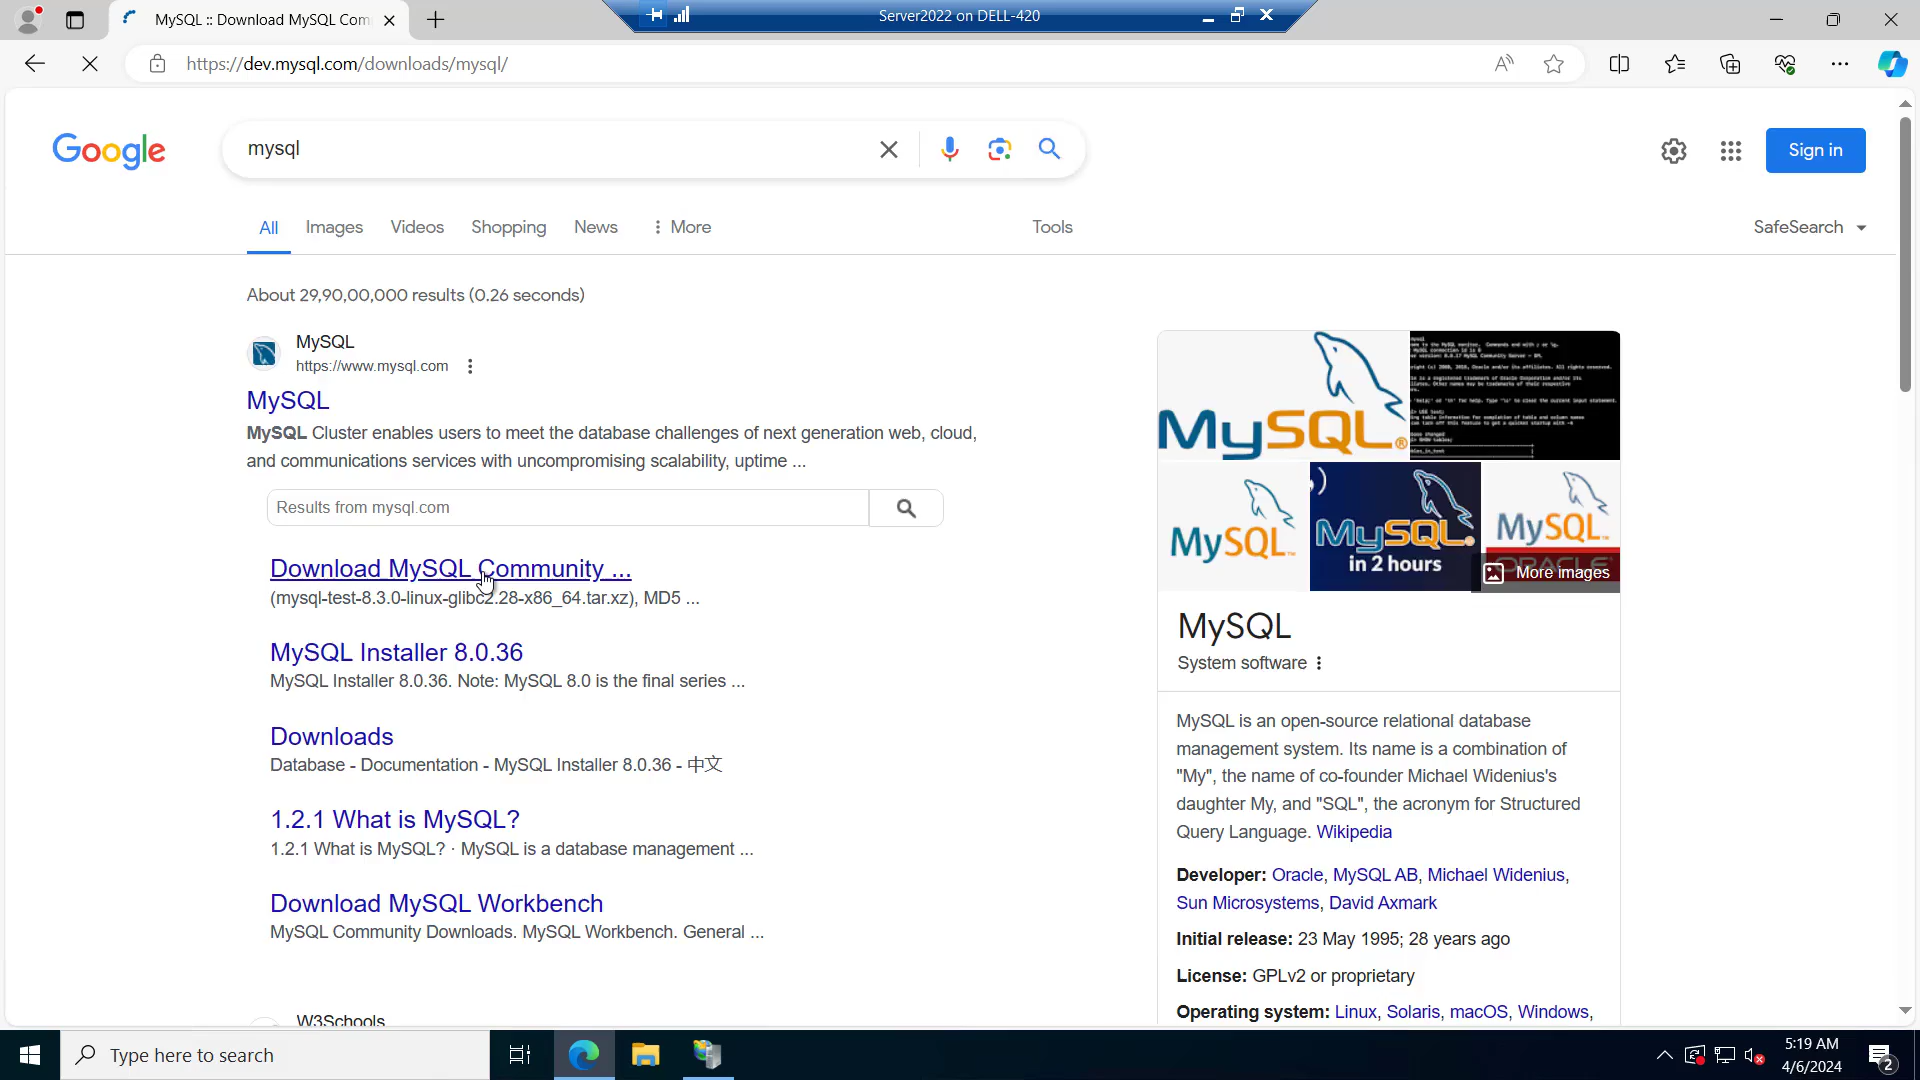 MySQL :: Download MySQL Com
Server2022 on DELL-420
https://dev.mysql.com/downloads/mysql/
Google
mysql
Sign in
All
Images
Videos
Shopping
News
More
Tools
SafeSearch
About 29,90,00,000 results (0.26 seconds)
MySQL
https://www.mysql.com
MySQL
MySQL Cluster enables users to meet the database challenges of next generation web, cloud,
and communications services with uncompromising scalability, uptime ...
Results from mysql.com
Download MySQL Community ...
(mysql-test-8.3.0-linux-glibc2.28-x86_64.tar.xz), MD5 ...
MySQL Installer 8.0.36
MySQL Installer 8.0.36. Note: MySQL 8.0 is the final series ...
Downloads
Database - Documentation - MySQL Installer 8.0.36 - 中文
1.2.1 What is MySQL?
1.2.1 What is MySQL? · MySQL is a database management ...
Download MySQL Workbench
MySQL Community Downloads. MySQL Workbench. General ...
W3Schools
MySQL®
MySQL™
MySQL®
in 2 hours
MySQL™
ORACLE
More images
MySQL
System software
MySQL is an open-source relational database
management system. Its name is a combination of
"My", the name of co-founder Michael Widenius's
daughter My, and "SQL", the acronym for Structured
Query Language. Wikipedia
Developer: Oracle, MySQL AB, Michael Widenius,
Sun Microsystems, David Axmark
Initial release: 23 May 1995; 28 years ago
License: GPLv2 or proprietary
Operating system: Linux, Solaris, macOS, Windows,
Type here to search
5:19 AM
4/6/2024
2